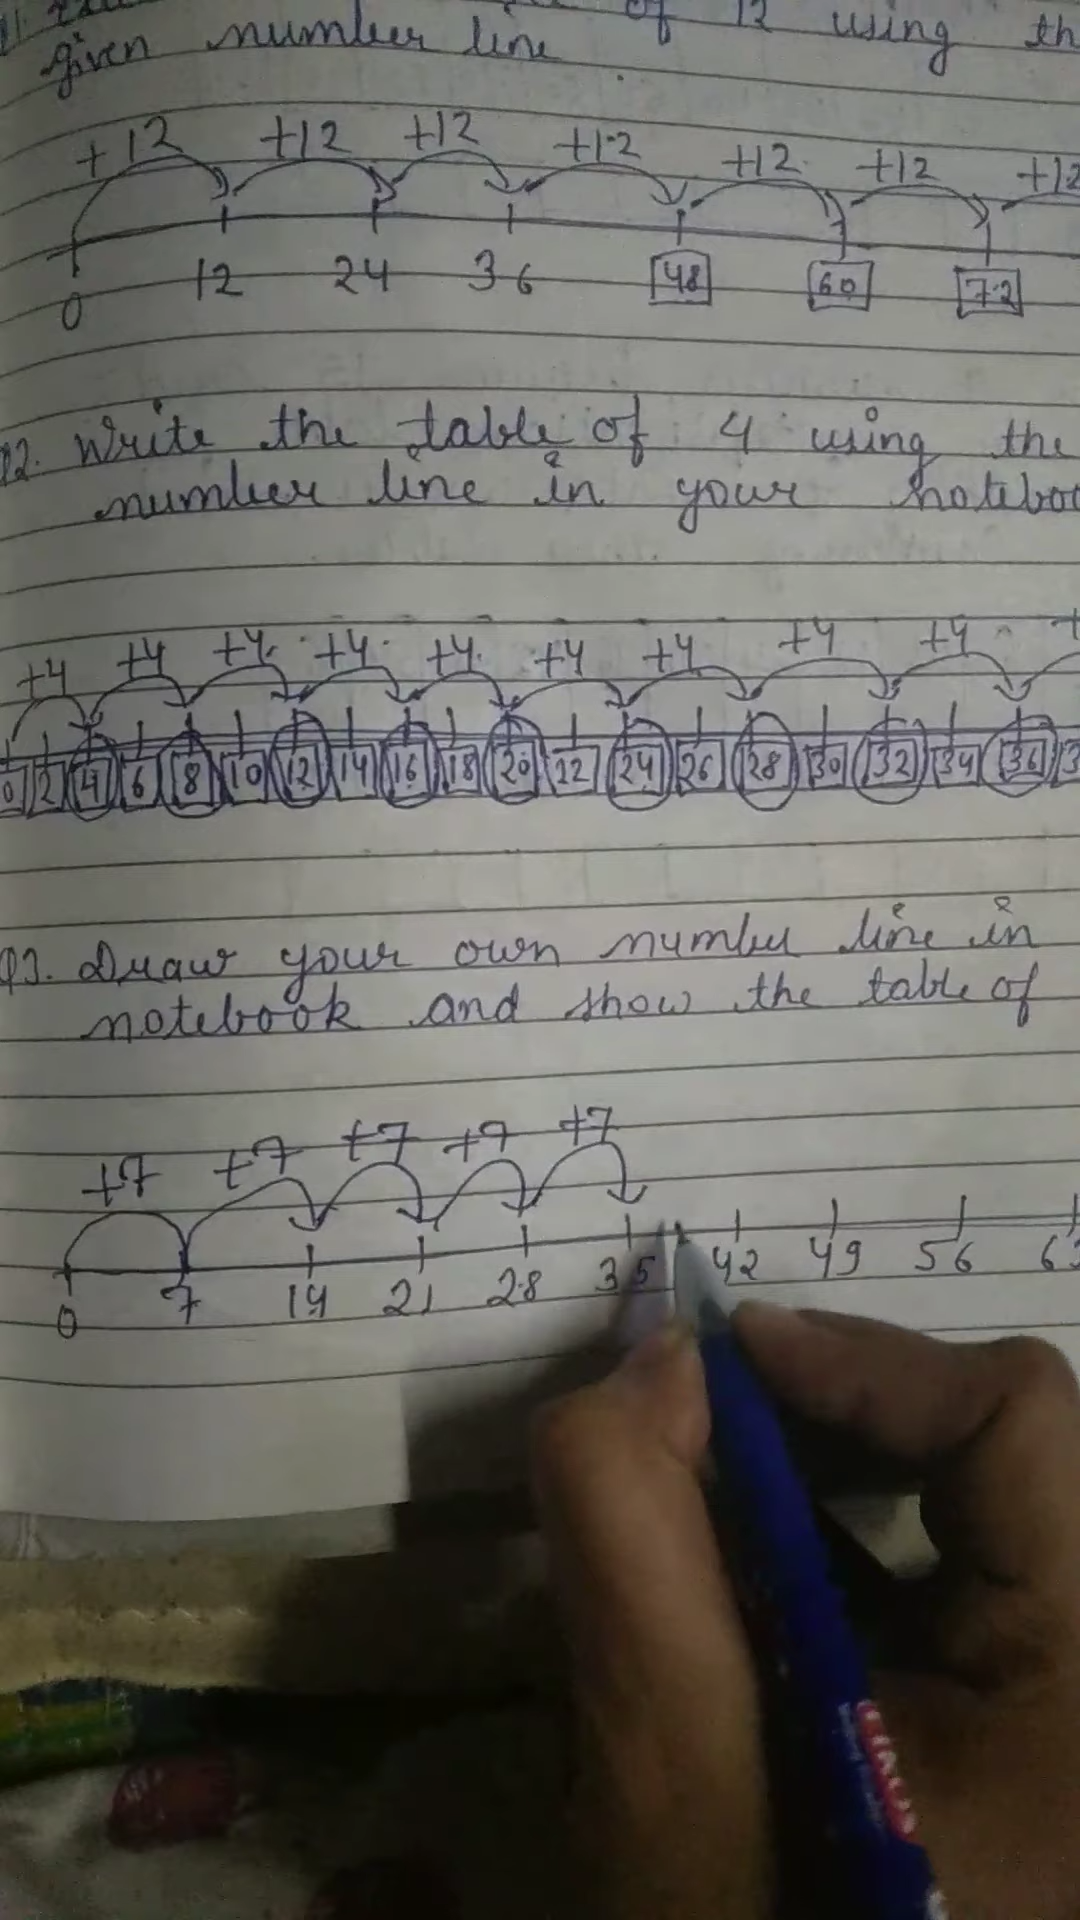 of 12 using
given number line
+12 +12 +12 +12 +12 +12 +12
0 12 24 36 48 60 72
Write the table of 4 using the
number line in your
+4 +4 +4 +4 +4 +4 +4 +4 +4
0 2 4 6 8 10 12 14 16 18 20 22 24 26 28 30 32 34 36
Q3. Draw your own number line in
notebook and show the table of
+7 +7 +7 +7 +7
0 7 14 21 28 35 42 49 56